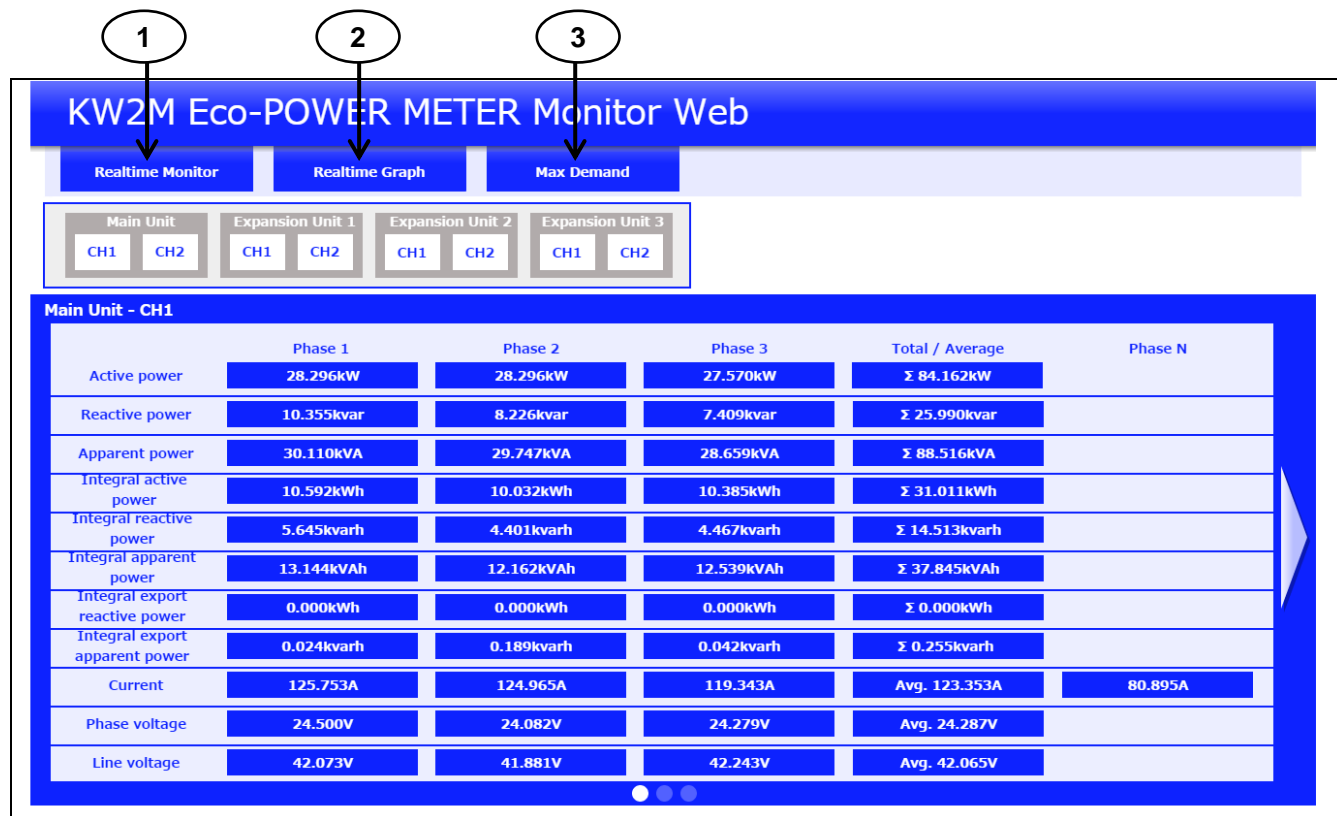 1 2 3
KW2M Eco-POWER METER Monitor Web
Realtime Monitor Realtime Graph Max Demand
Main Unit Expansion Unit 1 Expansion Unit 2 Expansion Unit 3
CH1 CH2 CH1 CH2 CH1 CH2 CH1 CH2
Main Unit - CH1
Phase 1 Phase 2 Phase 3 Total / Average Phase N
Active power 28.296kW 28.296kW 27.570kW Σ 84.162kW
Reactive power 10.355kvar 8.226kvar 7.409kvar Σ 25.990kvar
Apparent power 30.110kVA 29.747kVA 28.659kVA Σ 88.516kVA
Integral active
power 10.592kWh 10.032kWh 10.385kWh Σ 31.011kWh
Integral reactive
power 5.645kvarh 4.401kvarh 4.467kvarh Σ 14.513kvarh
Integral apparent
power 13.144kVAh 12.162kVAh 12.539kVAh Σ 37.845kVAh
Integral export
reactive power 0.000kWh 0.000kWh 0.000kWh Σ 0.000kWh
Integral export
apparent power 0.024kvarh 0.189kvarh 0.042kvarh Σ 0.255kvarh
Current 125.753A 124.965A 119.343A Avg. 123.353A 80.895A
Phase voltage 24.500V 24.082V 24.279V Avg. 24.287V
Line voltage 42.073V 41.881V 42.243V Avg. 42.065V